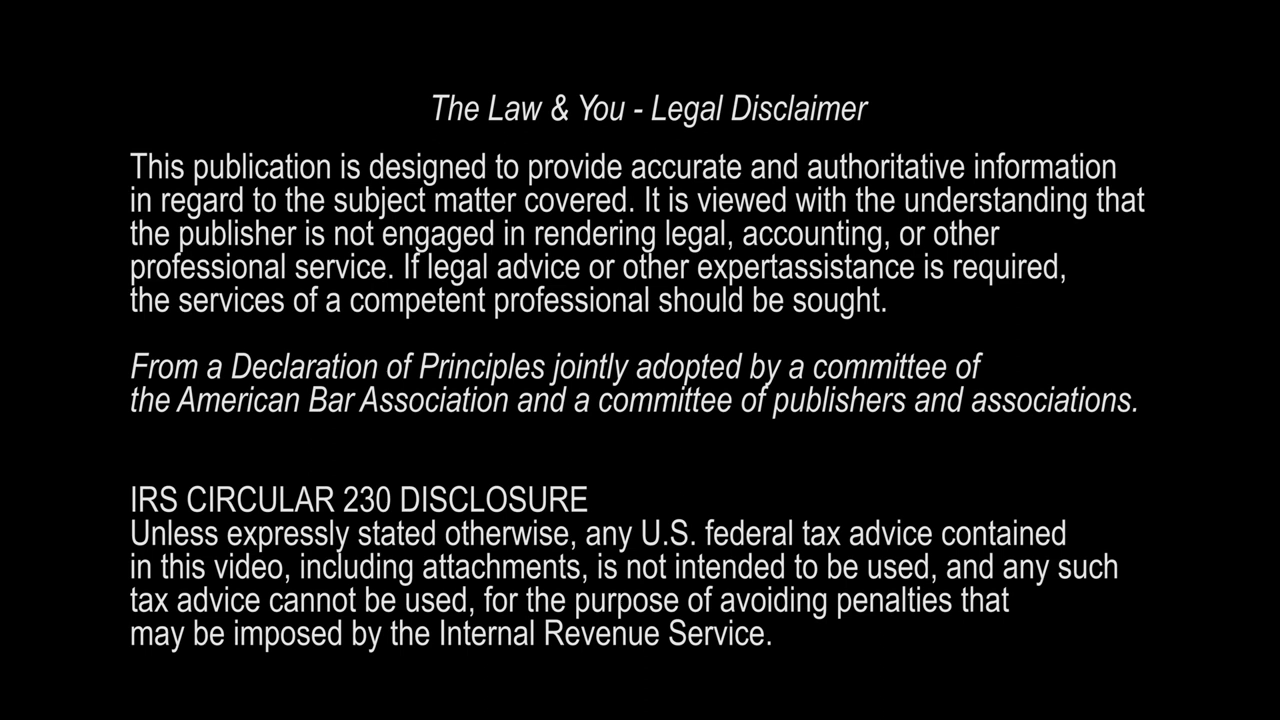 The Law & You - Legal Disclaimer
This publication is designed to provide accurate and authoritative information
in regard to the subject matter covered. It is viewed with the understanding that
the publisher is not engaged in rendering legal, accounting, or other
professional service. If legal advice or other expertassistance is required,
the services of a competent professional should be sought.
From a Declaration of Principles jointly adopted by a committee of
the American Bar Association and a committee of publishers and associations.
IRS CIRCULAR 230 DISCLOSURE
Unless expressly stated otherwise, any U.S. federal tax advice contained
in this video, including attachments, is not intended to be used, and any such
tax advice cannot be used, for the purpose of avoiding penalties that
may be imposed by the Internal Revenue Service.